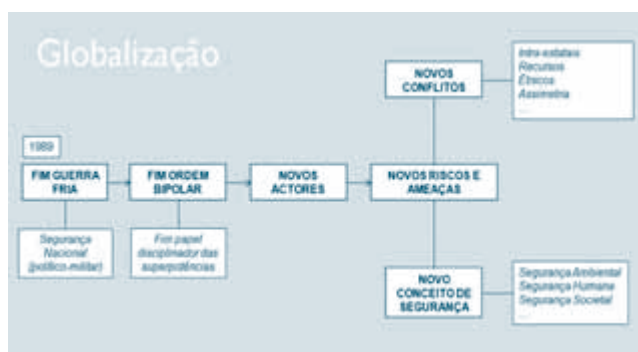 Globalização
NOVOS
CONFLITOS
Intra-estatais
Recursos
Étnicos
Assimetria
...
1989
FIM GUERRA
FRIA
FIM ORDEM
BIPOLAR
NOVOS
ACTORES
NOVOS RISCOS E
AMEAÇAS
Segurança
Nacional
(político-militar)
Fim papel
disciplinador das
superpotências
NOVO
CONCEITO DE
SEGURANÇA
Segurança Ambiental
Segurança Humana
Segurança Societal
...